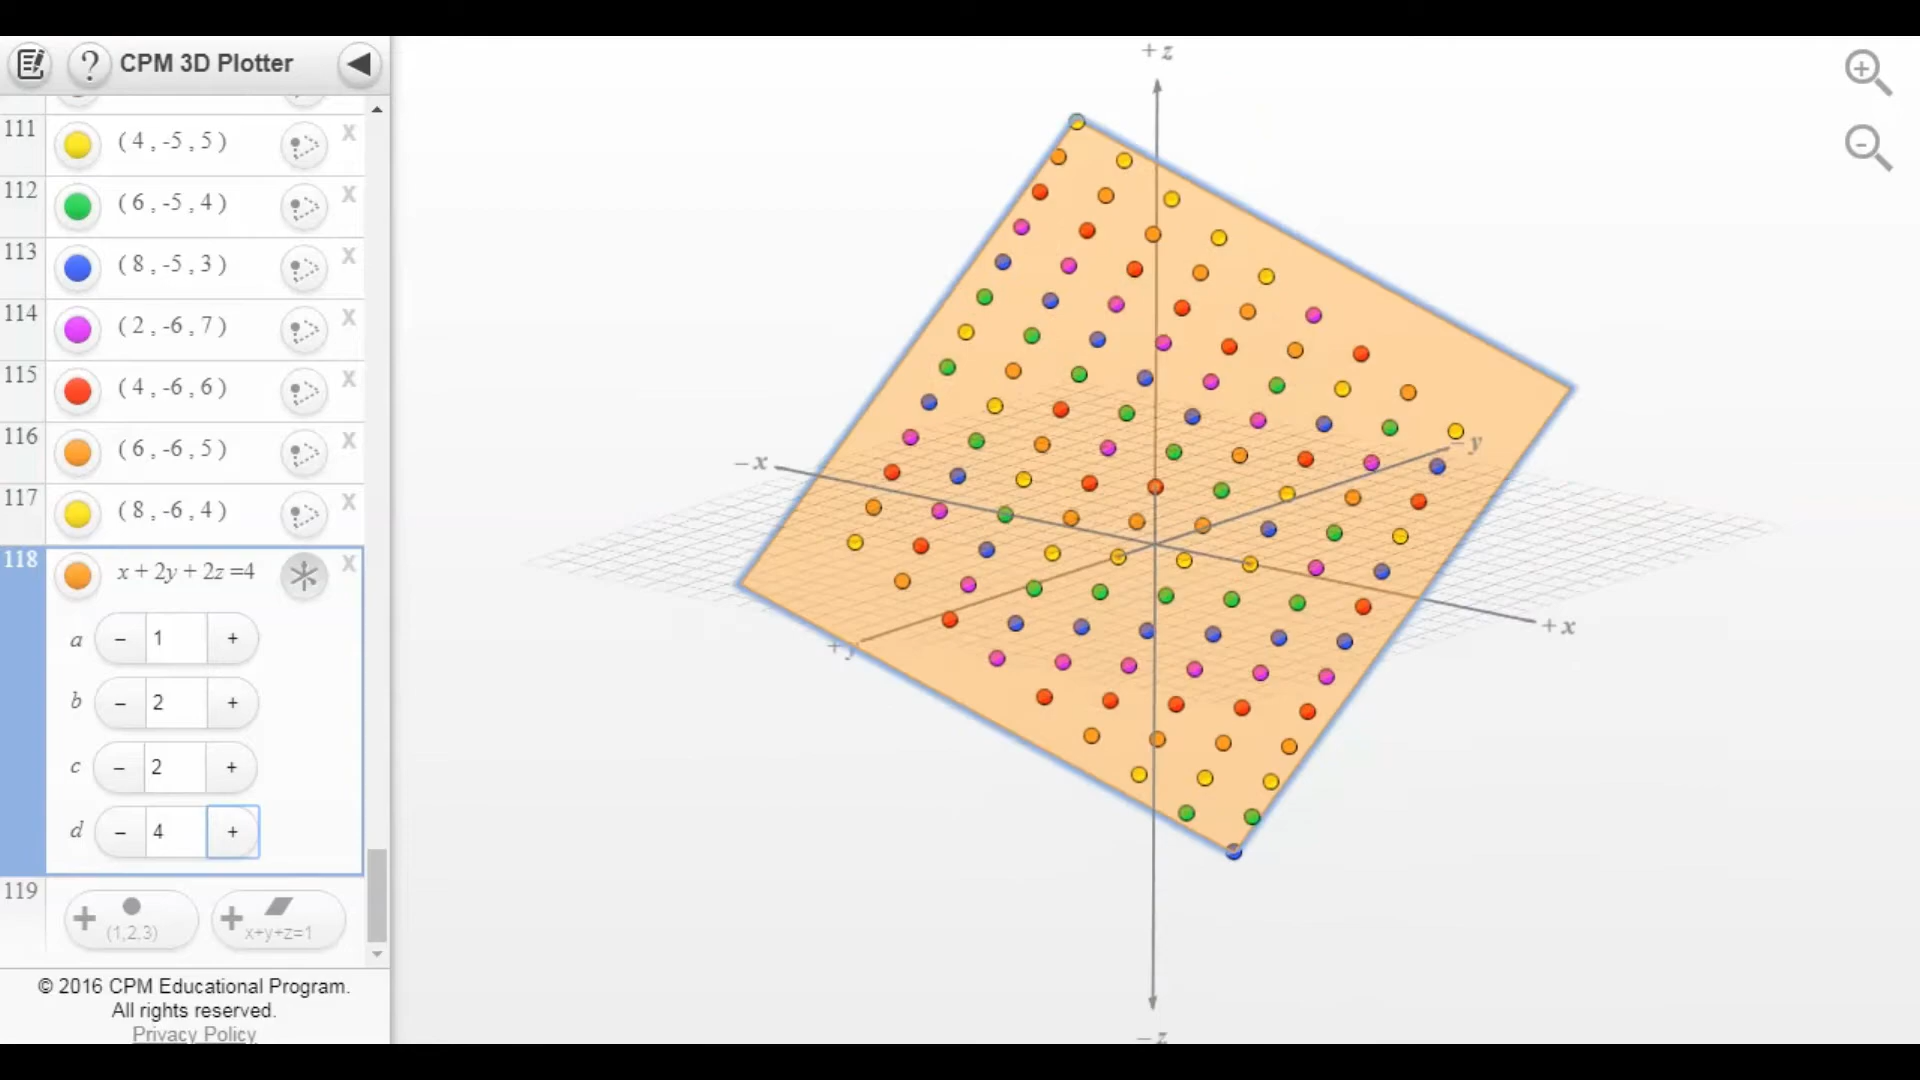 CPM 3D Plotter
111 (4, -5, 5) X
112 (6, -5, 4) X
113 (8, -5, 3) X
114 (2, -6, 7) X
115 (4, -6, 6) X
116 (6, -6, 5) X
117 (8, -6, 4) X
118 x + 2y + 2z =4 X
a − 1 +
b − 2 +
c − 2 +
d − 4 +
119
+ (1,2,3) + x+y+z=1
© 2016 CPM Educational Program.
All rights reserved.
Privacy Policy
+z
−y
−x
+x
+y
−z